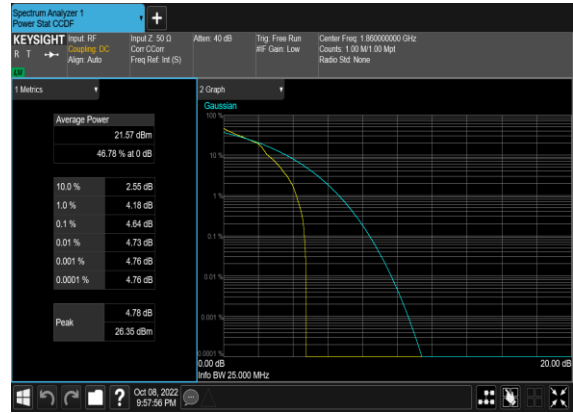 Spectrum Analyzer 1
Power Stat CCDF
+
KEYSIGHT
R T
LW
Input: RF
Coupling: DC
Align: Auto
Input Z: 50 Ω
Corr CCorr
Freq Ref: Int (S)
Atten: 40 dB
Trig: Free Run
#IF Gain: Low
Center Freq: 1.860000000 GHz
Counts: 1.00 M/1.00 Mpt
Radio Std: None
1 Metrics
Average Power
21.57 dBm
46.78 % at 0 dB
10.0 % 2.55 dB
1.0 % 4.18 dB
0.1 % 4.64 dB
0.01 % 4.73 dB
0.001 % 4.76 dB
0.0001 % 4.76 dB
Peak
4.78 dB
26.35 dBm
2 Graph
Gaussian
100 %
10 %
1 %
0.1 %
0.01 %
0.001 %
0.0001 %
0.00 dB
20.00 dB
Info BW 25.000 MHz
?
Oct 08, 2022
9:57:56 PM